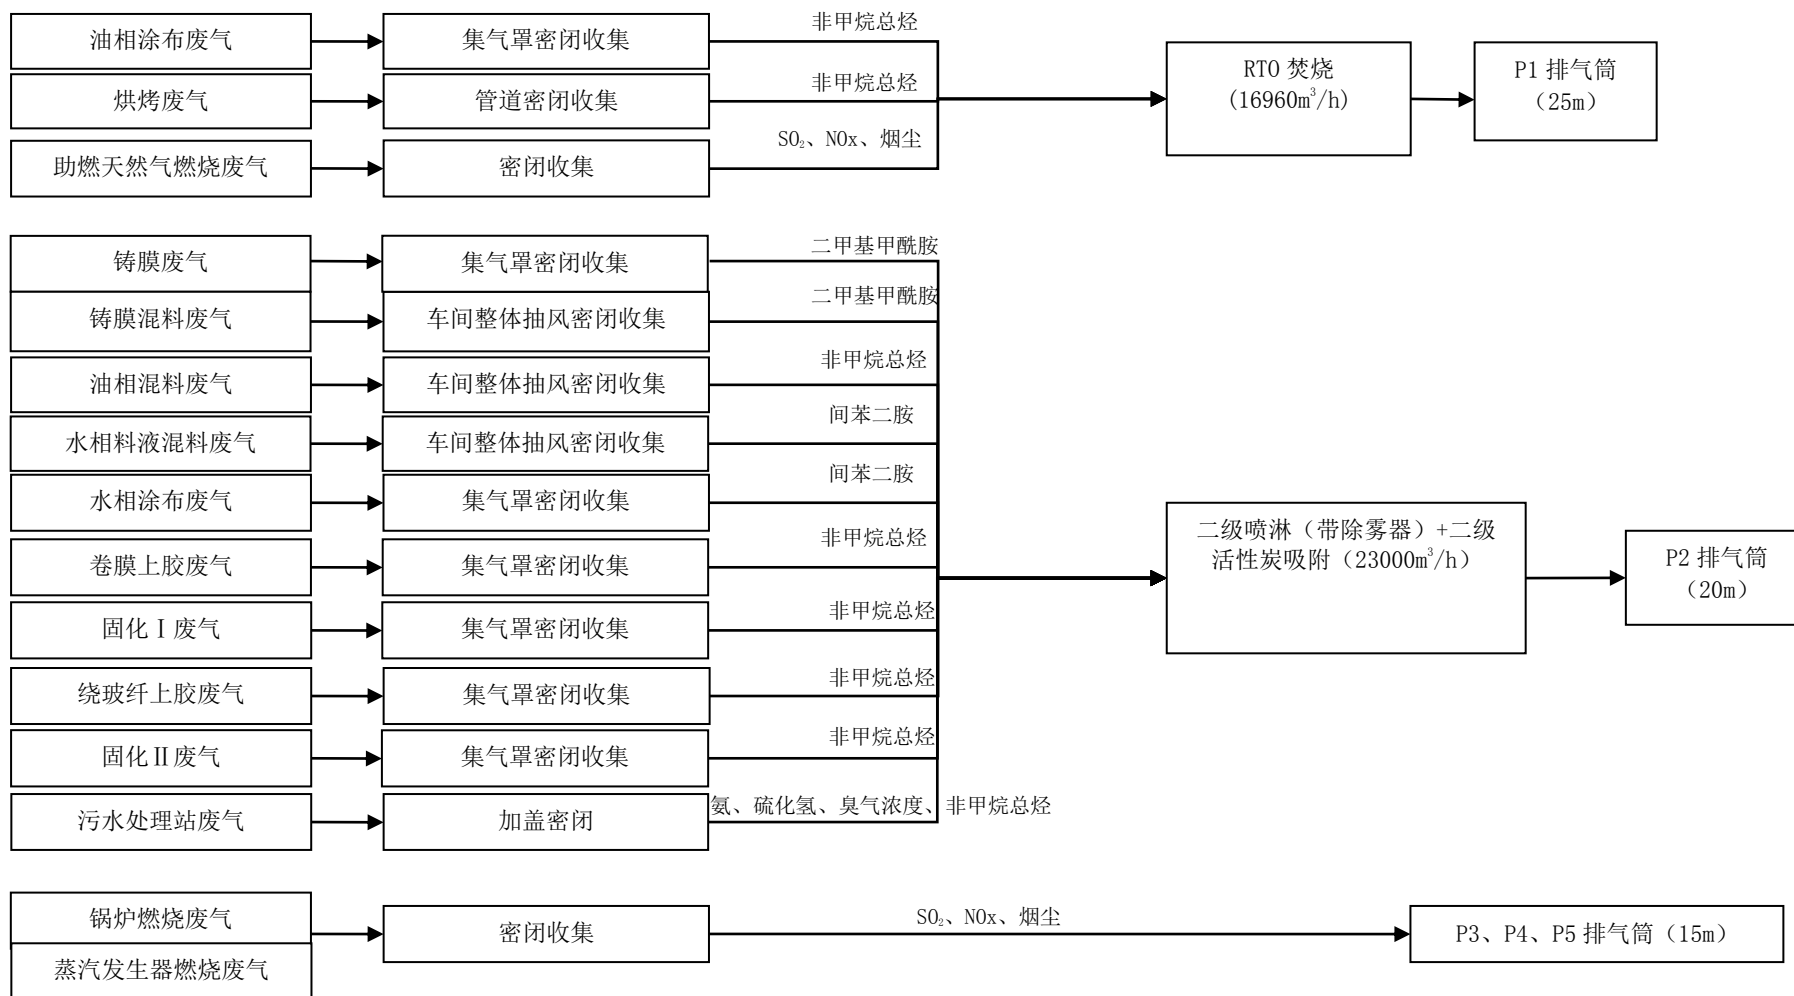 非甲烷总烃
油相涂布废气
集气罩密闭收集
非甲烷总烃
烘烤废气
管道密闭收集
SO₂、NOx、烟尘
助燃天然气燃烧废气
密闭收集
RTO 焚烧
(16960m³/h)
P1 排气筒
（25m）
二甲基甲酰胺
铸膜废气
集气罩密闭收集
二甲基甲酰胺
铸膜混料废气
车间整体抽风密闭收集
非甲烷总烃
油相混料废气
车间整体抽风密闭收集
间苯二胺
水相料液混料废气
车间整体抽风密闭收集
间苯二胺
水相涂布废气
集气罩密闭收集
非甲烷总烃
卷膜上胶废气
集气罩密闭收集
非甲烷总烃
固化Ⅰ废气
集气罩密闭收集
非甲烷总烃
绕玻纤上胶废气
集气罩密闭收集
非甲烷总烃
固化Ⅱ废气
集气罩密闭收集
氨、硫化氢、臭气浓度、非甲烷总烃
污水处理站废气
加盖密闭
二级喷淋（带除雾器）+二级
活性炭吸附（23000m³/h）
P2 排气筒
（20m）
锅炉燃烧废气
蒸汽发生器燃烧废气
密闭收集
SO₂、NOx、烟尘
P3、P4、P5 排气筒（15m）